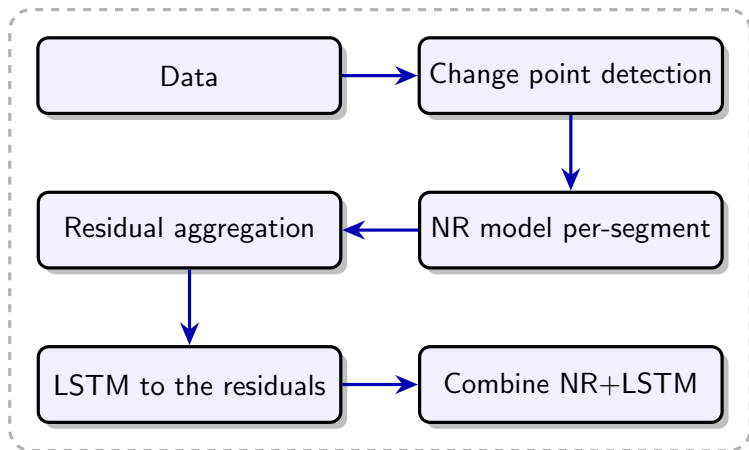 Data
Change point detection
Residual aggregation
NR model per-segment
LSTM to the residuals
Combine NR+LSTM